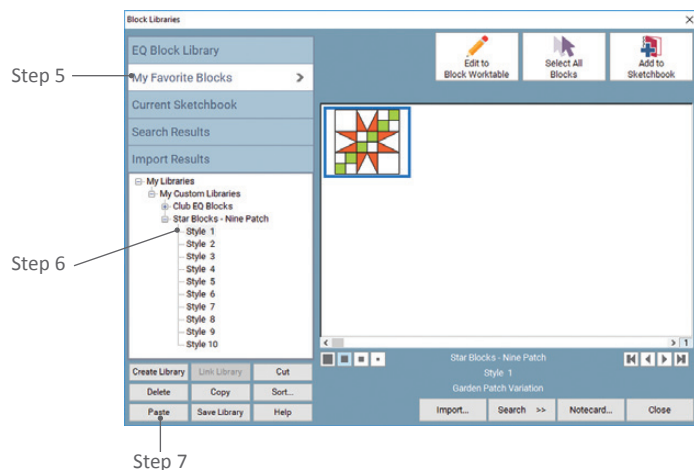 Block Libraries
EQ Block Library
My Favorite Blocks
Current Sketchbook
Search Results
Import Results
Step 5
Edit to
Block Worktable
Select All
Blocks
Add to
Sketchbook
My Libraries
My Custom Libraries
Club EQ Blocks
Star Blocks - Nine Patch
Style 1
Style 2
Style 3
Style 4
Style 5
Style 6
Style 7
Style 8
Style 9
Style 10
Step 6
1
Star Blocks - Nine Patch
Style 1
Garden Patch Variation
Create Library Link Library Cut
Delete Copy Sort...
Paste Save Library Help
Import... Search >> Notecard... Close
Step 7